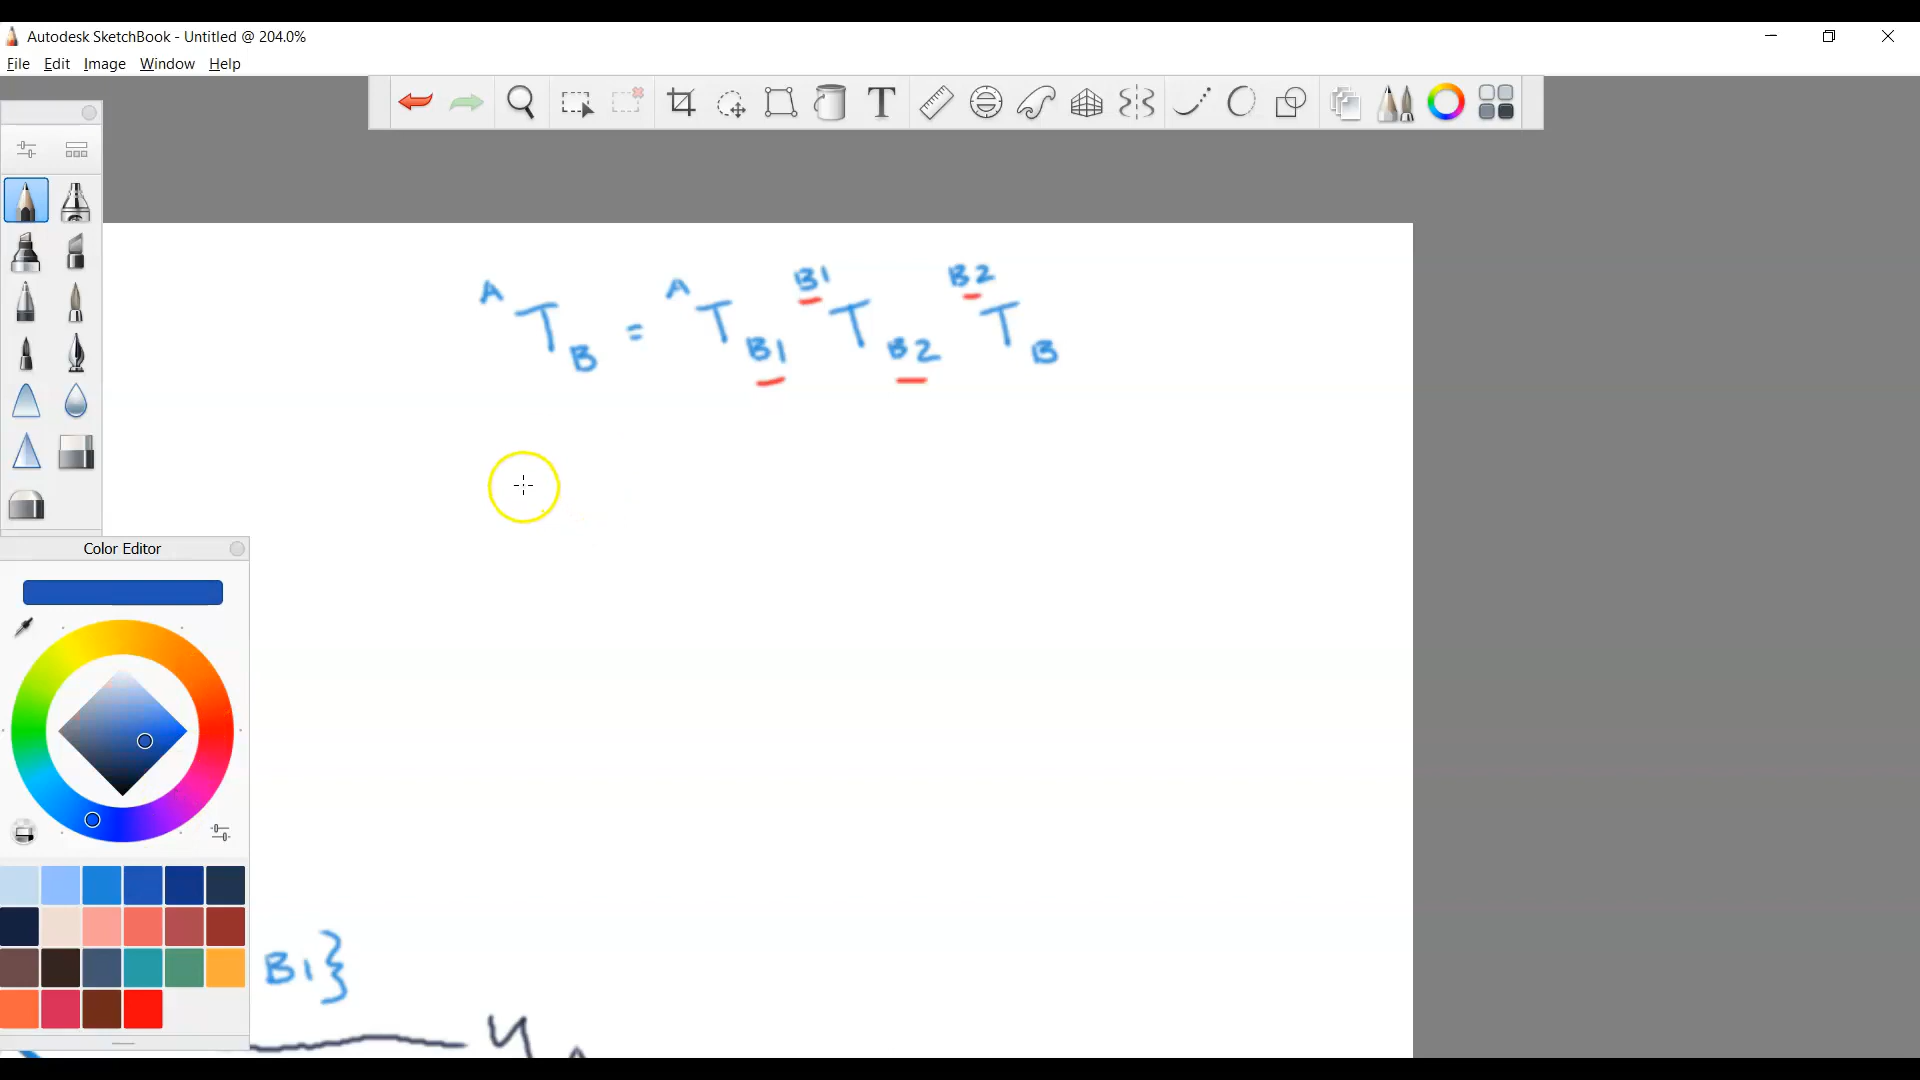 Autodesk SketchBook - Untitled @ 204.0%
File Edit Image Window Help
T
A T B = A T B1 B1 T B2 B2 T B
Color Editor
B1}
y